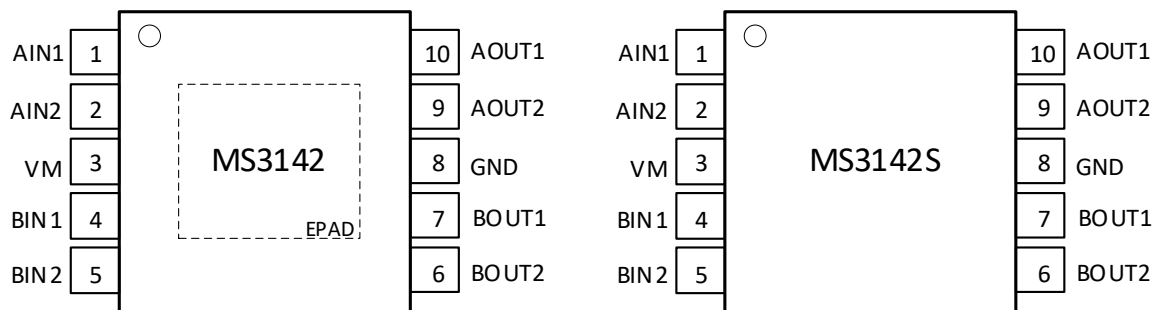 AIN1 1 10 AOUT1
AIN2 2 9 AOUT2
VM 3 MS3142 8 GND
BIN1 4 7 BOUT1
EPAD
BIN2 5 6 BOUT2
AIN1 1 10 AOUT1
AIN2 2 9 AOUT2
VM 3 MS3142S 8 GND
BIN1 4 7 BOUT1
BIN2 5 6 BOUT2